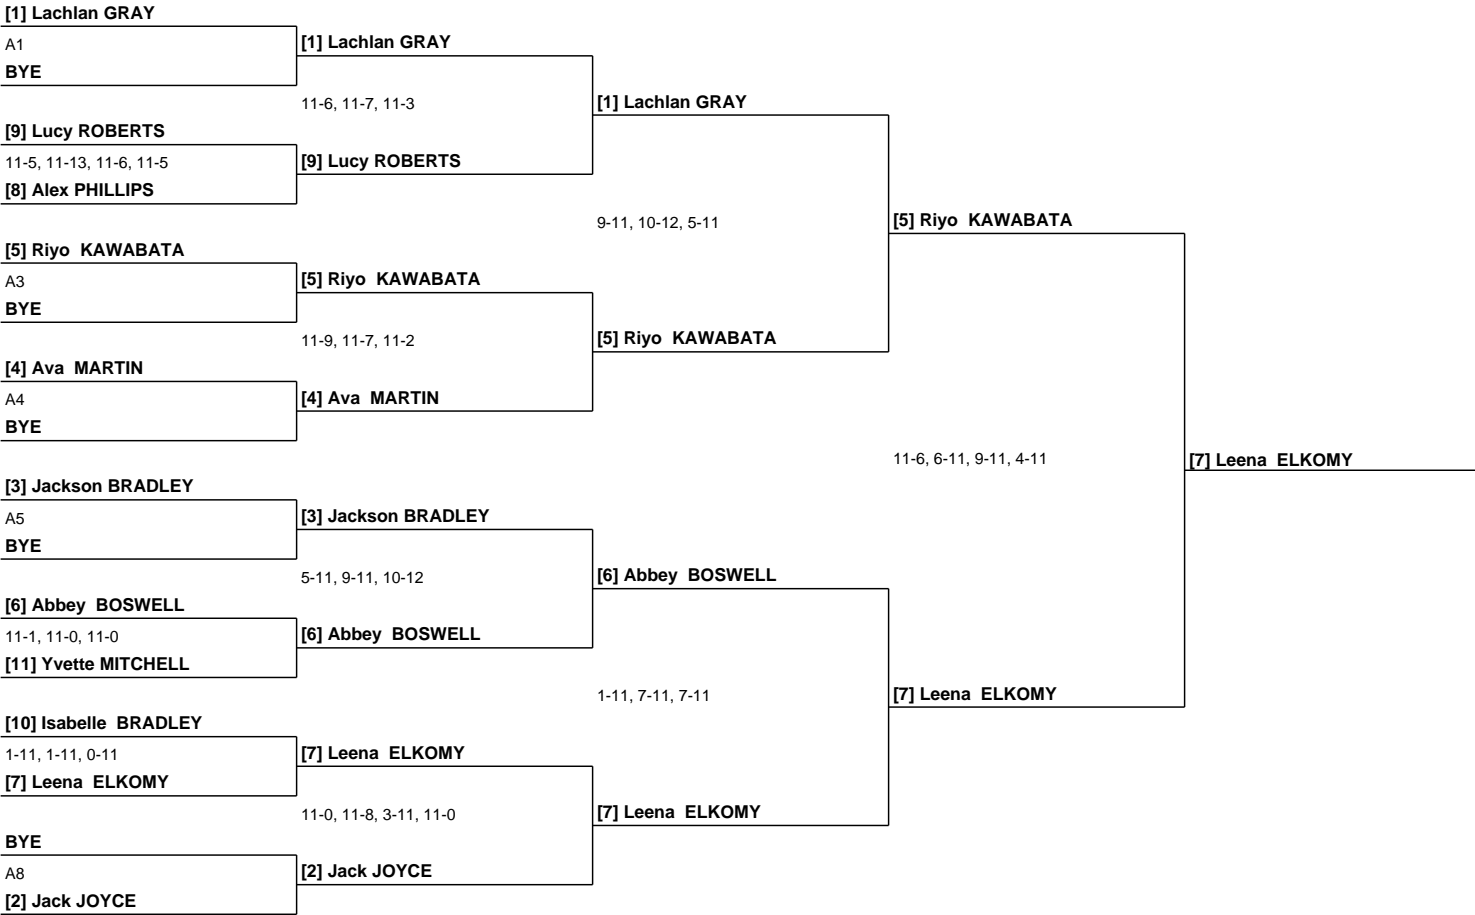 [1] Lachlan GRAY
A1
BYE
[9] Lucy ROBERTS
11-5, 11-13, 11-6, 11-5
[8] Alex PHILLIPS
[5] Riyo KAWABATA
A3
BYE
[4] Ava MARTIN
A4
BYE
[3] Jackson BRADLEY
A5
BYE
[6] Abbey BOSWELL
11-1, 11-0, 11-0
[11] Yvette MITCHELL
[10] Isabelle BRADLEY
1-11, 1-11, 0-11
[7] Leena ELKOMY
BYE
A8
[2] Jack JOYCE
[1] Lachlan GRAY
11-6, 11-7, 11-3
[9] Lucy ROBERTS
[5] Riyo KAWABATA
11-9, 11-7, 11-2
[4] Ava MARTIN
[3] Jackson BRADLEY
5-11, 9-11, 10-12
[6] Abbey BOSWELL
[7] Leena ELKOMY
11-0, 11-8, 3-11, 11-0
[2] Jack JOYCE
[1] Lachlan GRAY
9-11, 10-12, 5-11
[5] Riyo KAWABATA
[6] Abbey BOSWELL
1-11, 7-11, 7-11
[7] Leena ELKOMY
[5] Riyo KAWABATA
11-6, 6-11, 9-11, 4-11
[7] Leena ELKOMY
[7] Leena ELKOMY